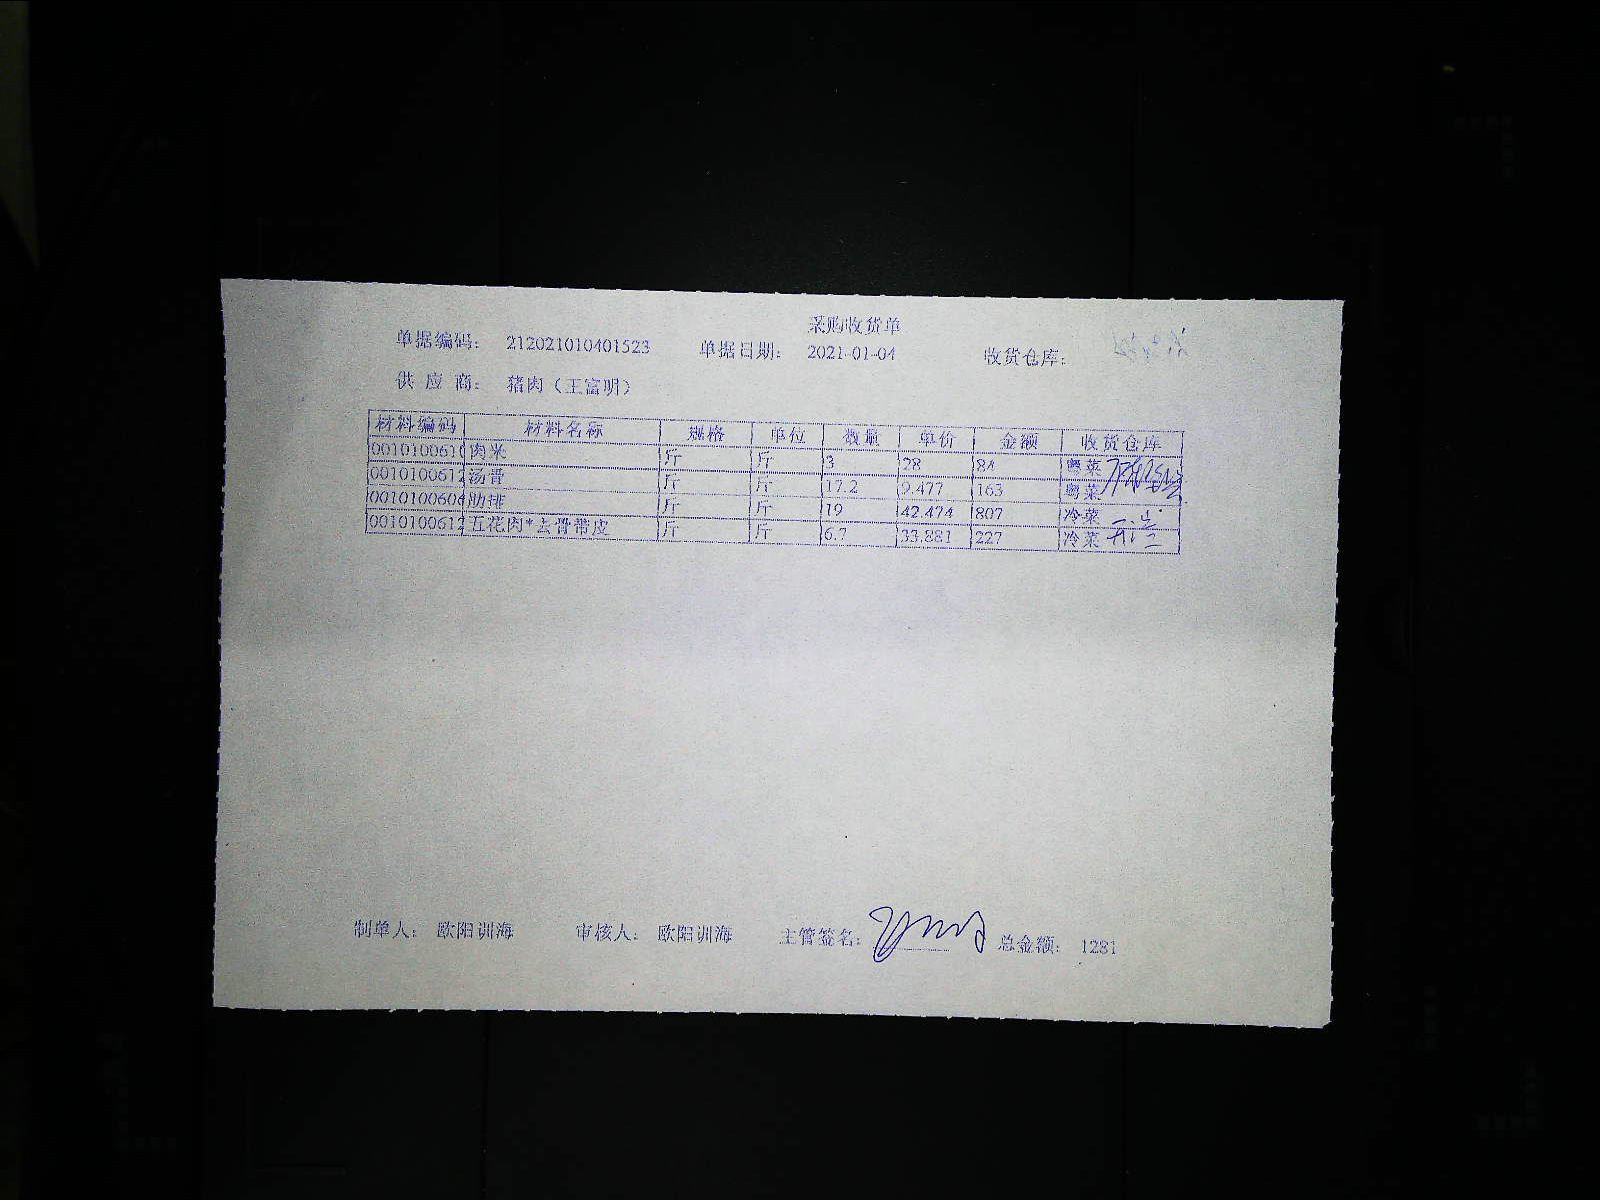 采购收货单
单据编码： 212021010401523 单据日期： 2021-01-04 收货仓库：
供 应 商： 猪肉（王富明）
材料编码 材料名称 规格 单位 数量 单价 金额 收货仓库
0010100610 肉米 斤 斤 3 28 84 粤菜
0010100612 汤骨 斤 斤 17.2 9.477 163 粤菜
0010100604 肋排 斤 斤 19 42.474 807 冷菜
0010100612 五花肉*去骨带皮 斤 斤 6.7 33.881 227 冷菜
制单人： 欧阳训海 审核人： 欧阳训海 主管签名： 总金额： 1281